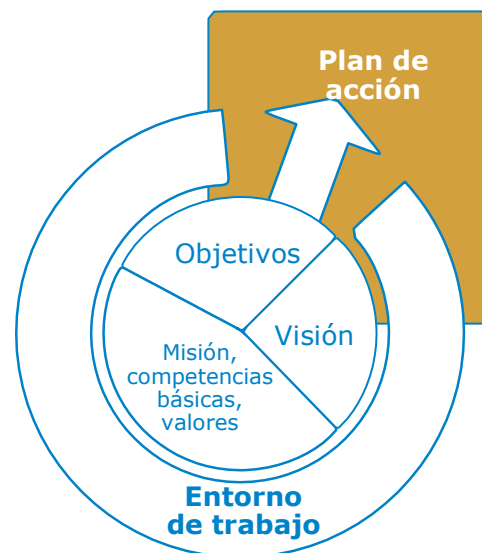 Plan de
acción
Objetivos
Visión
Misión,
competencias
básicas,
valores
Entorno
de trabajo